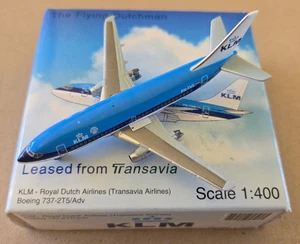 The Flying Dutchman
KLM
KLM
KLM
Leased from Transavia
KLM - Royal Dutch Airlines (Transavia Airlines)
Boeing 737-2T5/Adv
Scale 1:400
KLM